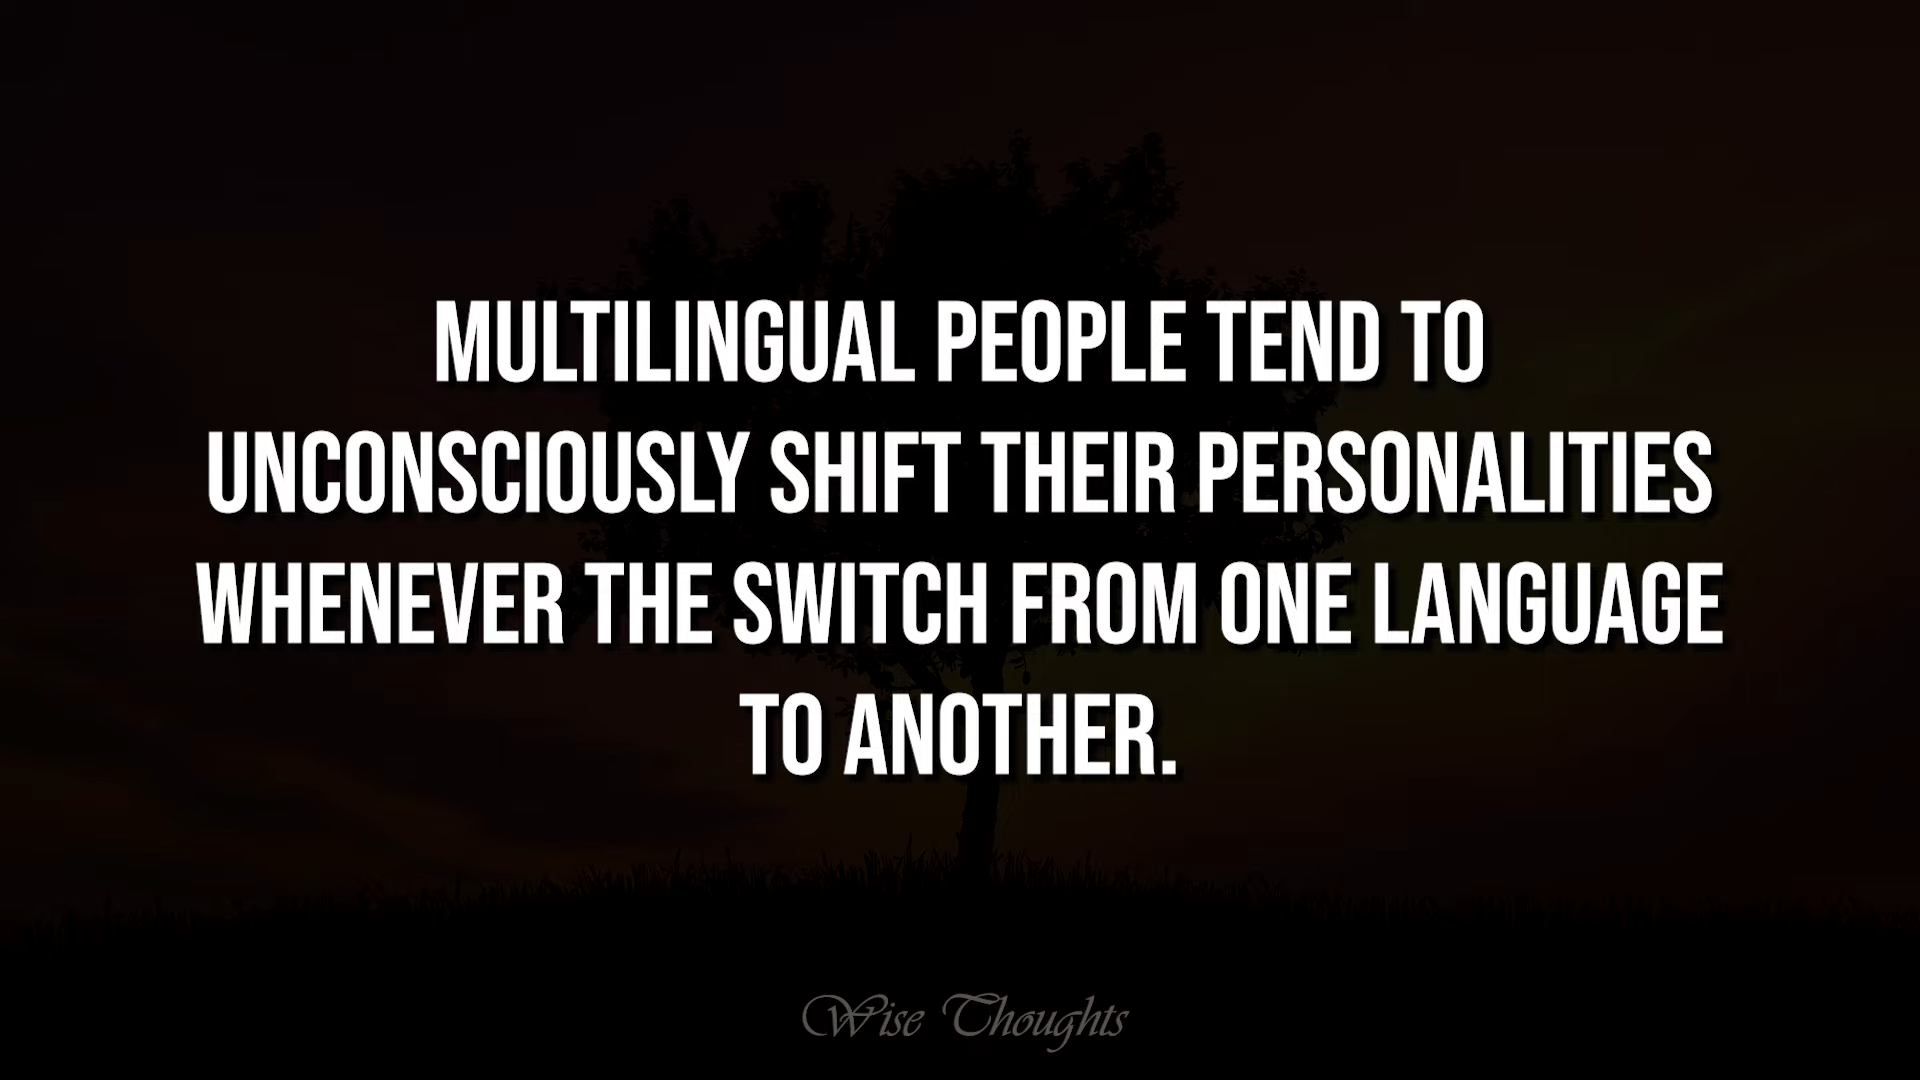 MULTILINGUAL PEOPLE TEND TO
UNCONSCIOUSLY SHIFT THEIR PERSONALITIES
WHENEVER THE SWITCH FROM ONE LANGUAGE
TO ANOTHER.
Wise Thoughts